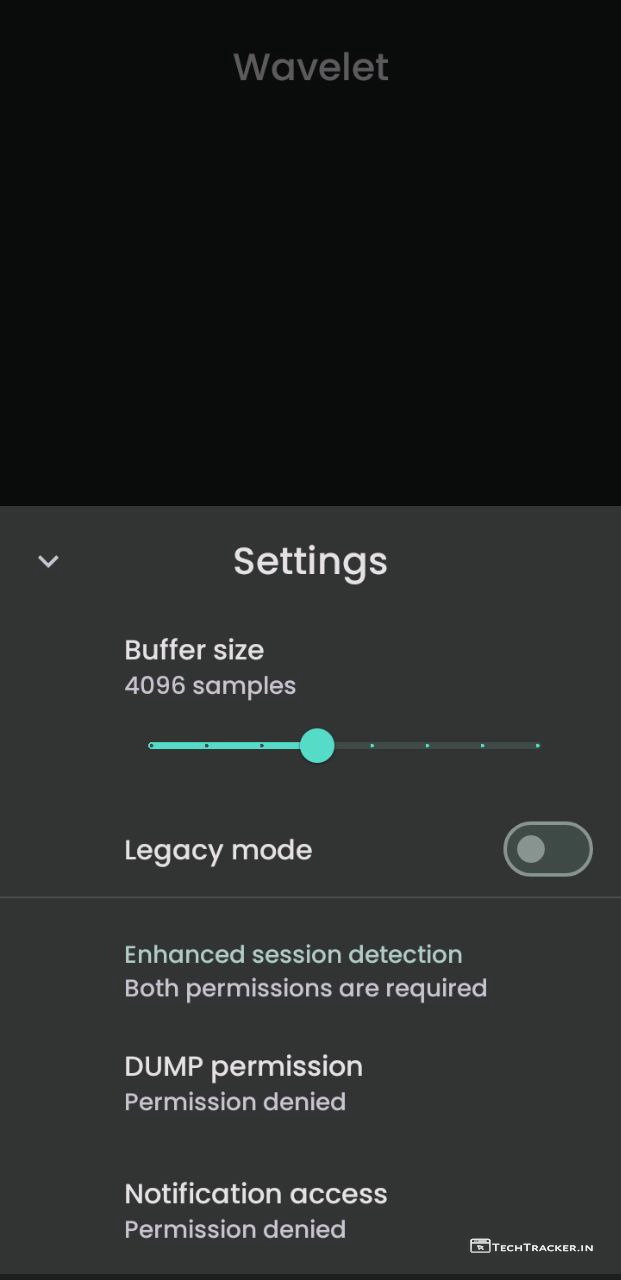 Wavelet
Settings
Buffer size
4096 samples
Legacy mode
Enhanced session detection
Both permissions are required
DUMP permission
Permission denied
Notification access
Permission denied
TECHTRACKER.IN